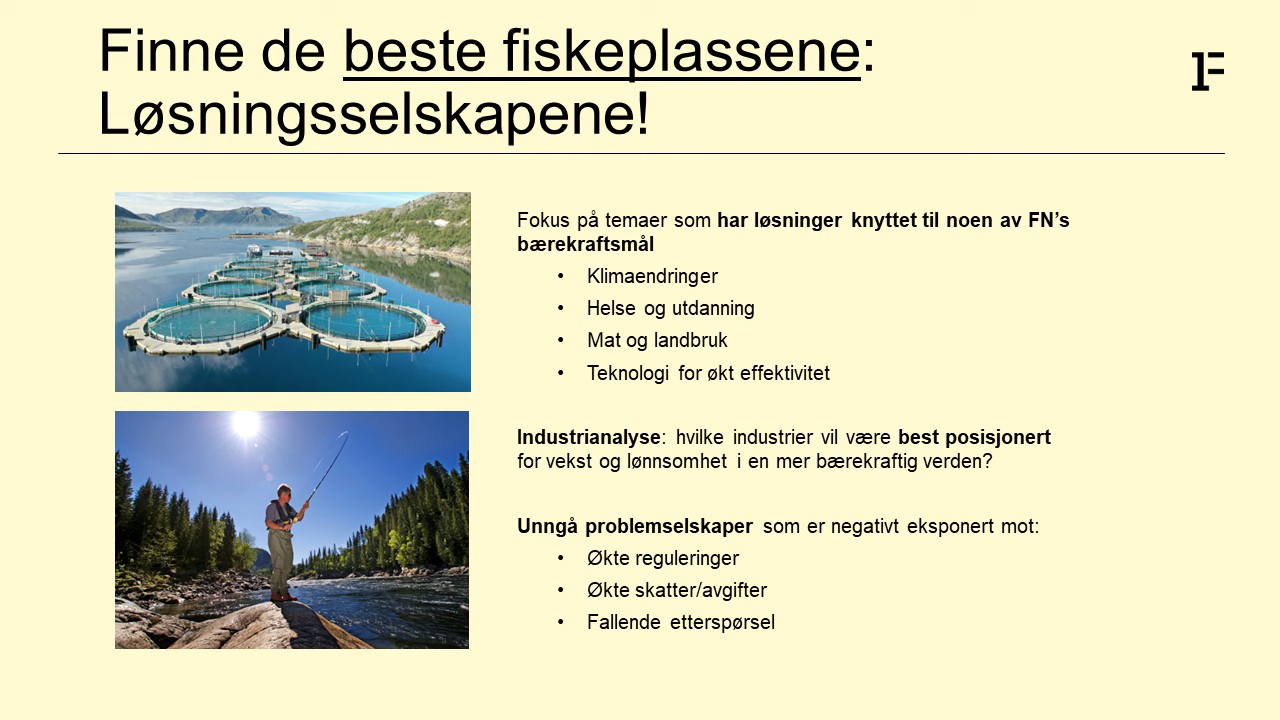 Finne de beste fiskeplassene:
Løsningsselskapene!
Fokus på temaer som har løsninger knyttet til noen av FN’s
bærekraftsmål
• Klimaendringer
• Helse og utdanning
• Mat og landbruk
• Teknologi for økt effektivitet
Industrianalyse: hvilke industrier vil være best posisjonert
for vekst og lønnsomhet i en mer bærekraftig verden?
Unngå problemselskaper som er negativt eksponert mot:
• Økte reguleringer
• Økte skatter/avgifter
• Fallende etterspørsel